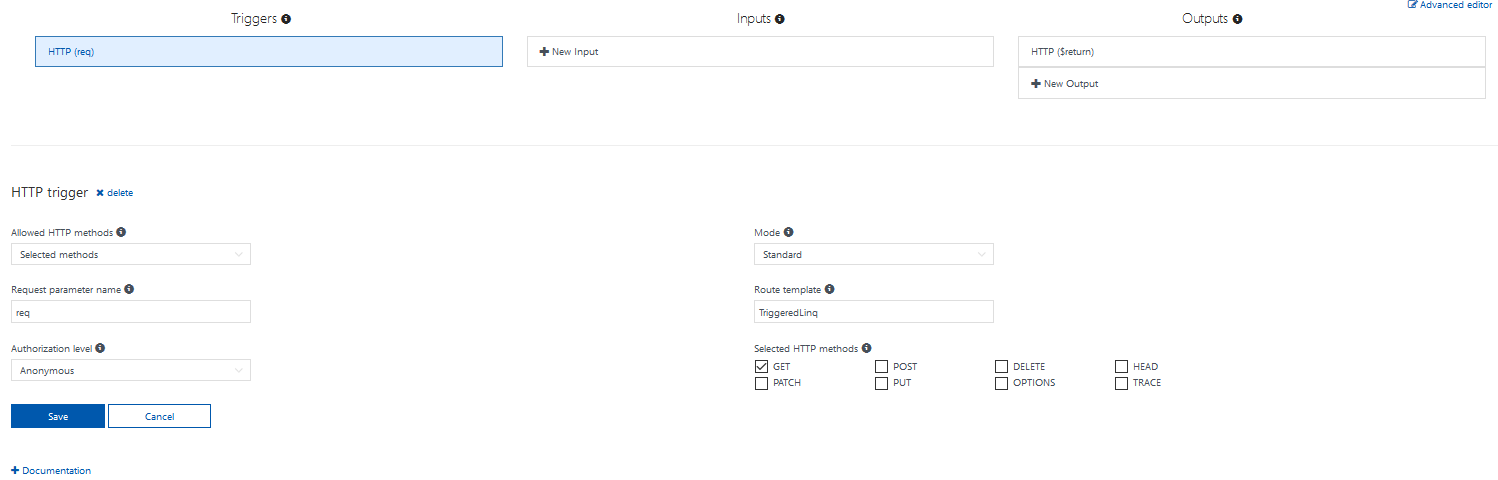 Advanced editor
Triggers
Inputs
Outputs
HTTP (req)
New Input
HTTP ($return)
New Output
HTTP trigger delete
Allowed HTTP methods
Selected methods
Mode
Standard
Request parameter name
req
Route template
TriggeredLinq
Authorization level
Anonymous
Selected HTTP methods
GET POST DELETE HEAD
PATCH PUT OPTIONS TRACE
Save Cancel
Documentation